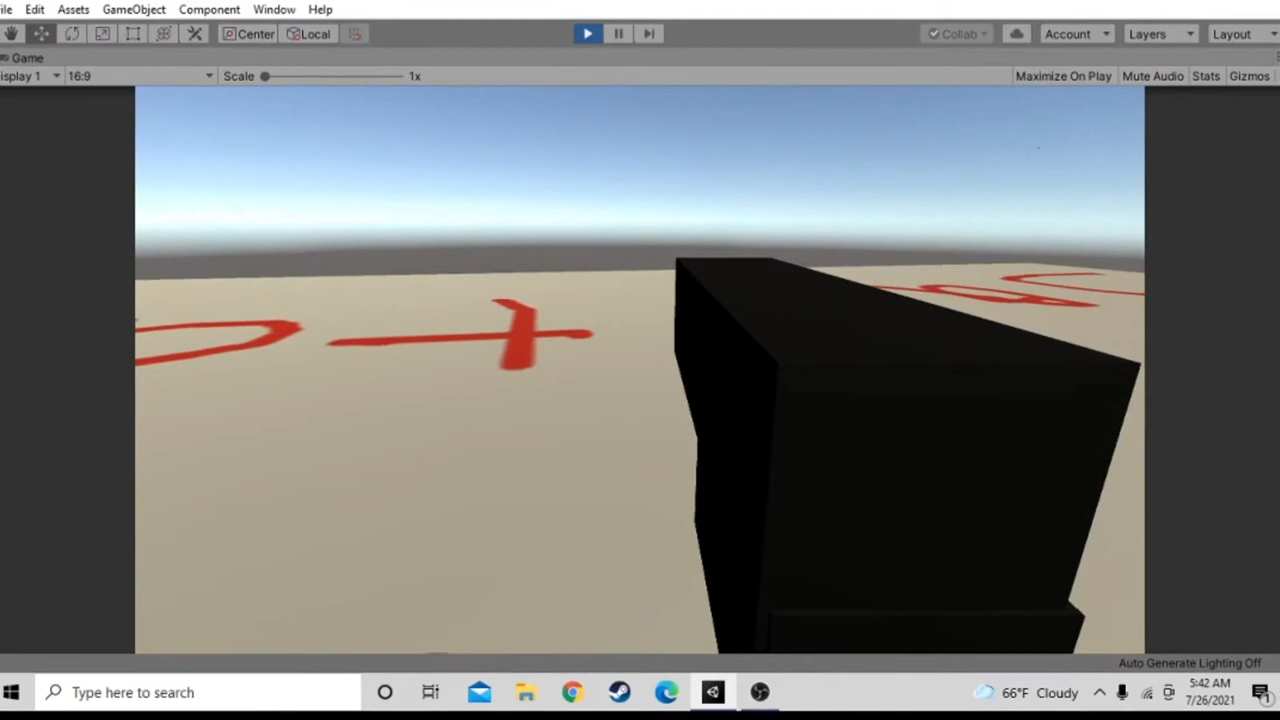 ile Edit Assets GameObject Component Window Help
Center Local Collab Account Layers Layout
Game
isplay 1 16:9 Scale 1x Maximize On Play Mute Audio Stats Gizmos
Auto Generate Lighting Off
Type here to search 66°F Cloudy 5:42 AM
7/26/2021 1